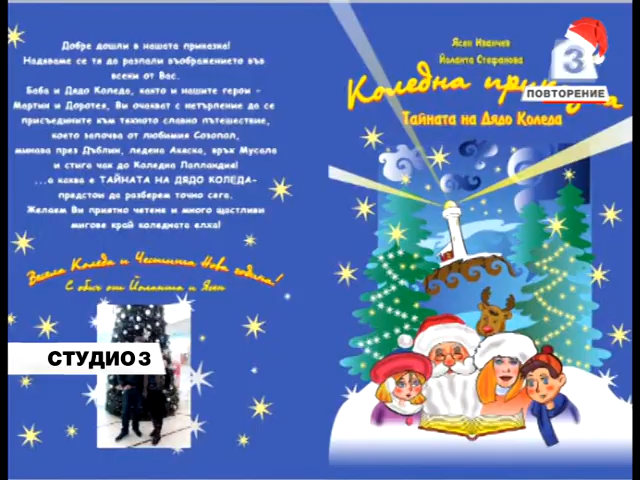 Добре дошли в нашата приказка!
Надяваме се тя да разпали въображението във
всеки от Вас.
Баба и Дядо Коледа, както и нашите герои -
Мартин и Доротея, Ви очакват с нетърпение да се
присъедините към тяхното славно пътешествие,
което започва от любимия Созопол,
минава през Дъблин, ледена Аляска, връх Мусала
и стига чак до Коледна Лапландия!
...а каква е ТАЙНАТА НА ДЯДО КОЛЕДА-
предстои да разберем точно сега.
Желаем Ви приятно четене и много щастливи
мигове край коледната елха!
Весела Коледа и Честита Нова година!
С обич от Йоланта и Ясен
СТУДИО 3
Ясен Иванчев
Йоланта Стефанова
Коледна приказка
Тайната на Дядо Коледа
3
ПОВТОРЕНИЕ